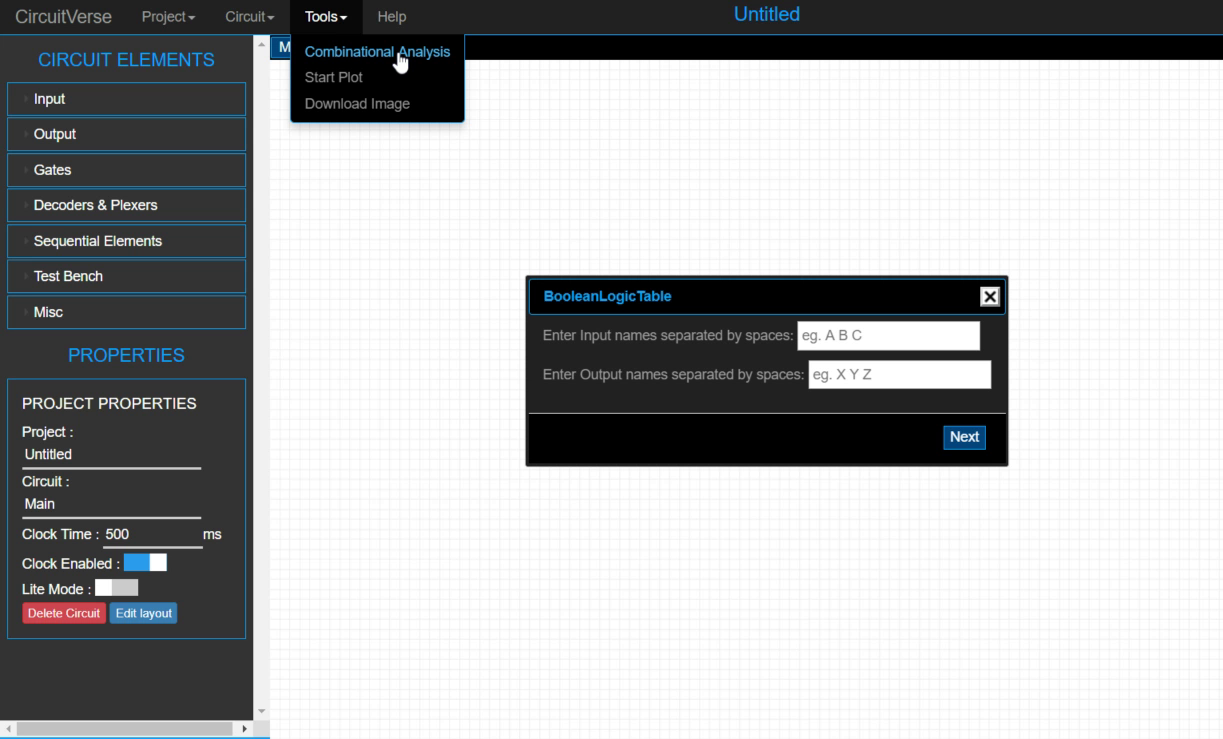 CircuitVerse Project Circuit Tools Help Untitled
M
Combinational Analysis
Start Plot
Download Image
CIRCUIT ELEMENTS
Input
Output
Gates
Decoders & Plexers
Sequential Elements
Test Bench
Misc
PROPERTIES
PROJECT PROPERTIES
Project :
Untitled
Circuit :
Main
Clock Time : 500 ms
Clock Enabled :
Lite Mode :
Delete Circuit Edit layout
BooleanLogicTable
Enter Input names separated by spaces: eg. A B C
Enter Output names separated by spaces: eg. X Y Z
Next